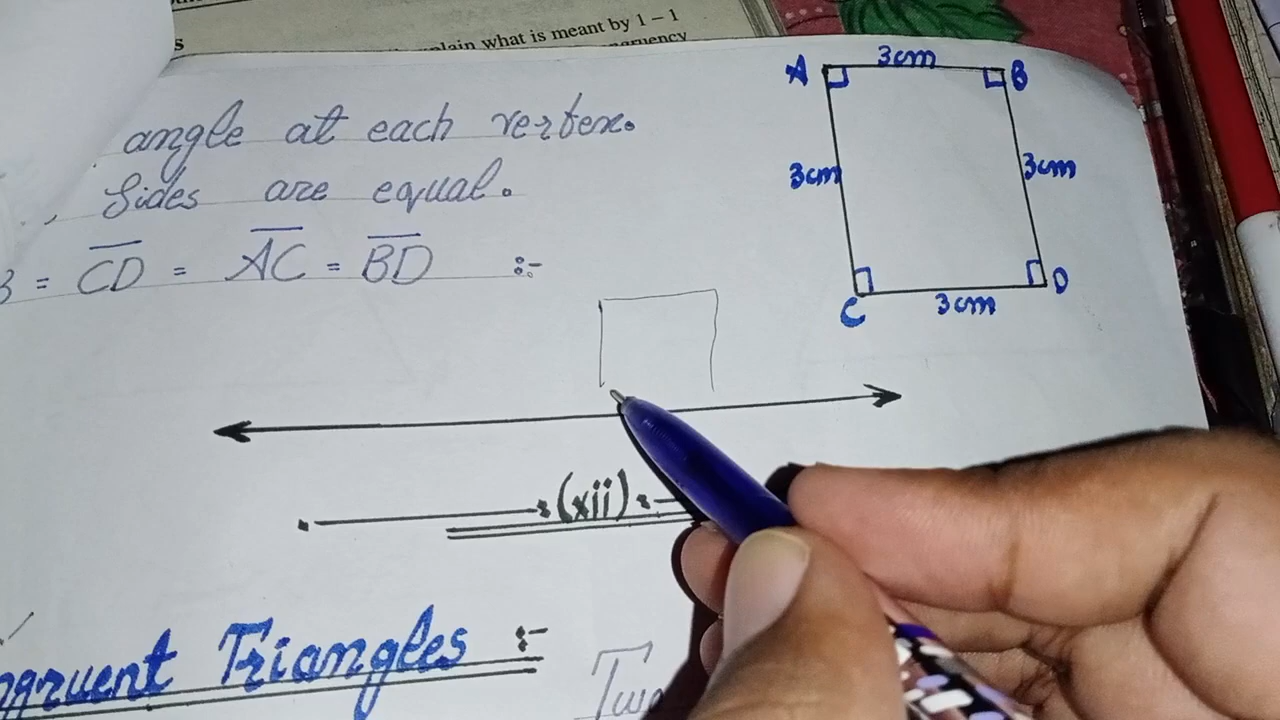 s
plain what is meant by 1 – 1
angle at each vertex.
Sides are equal.
= CD = AC = BD :-
A 3cm B
3cm 3cm
C 3cm D
:(xii):-
Congruent Triangles :-